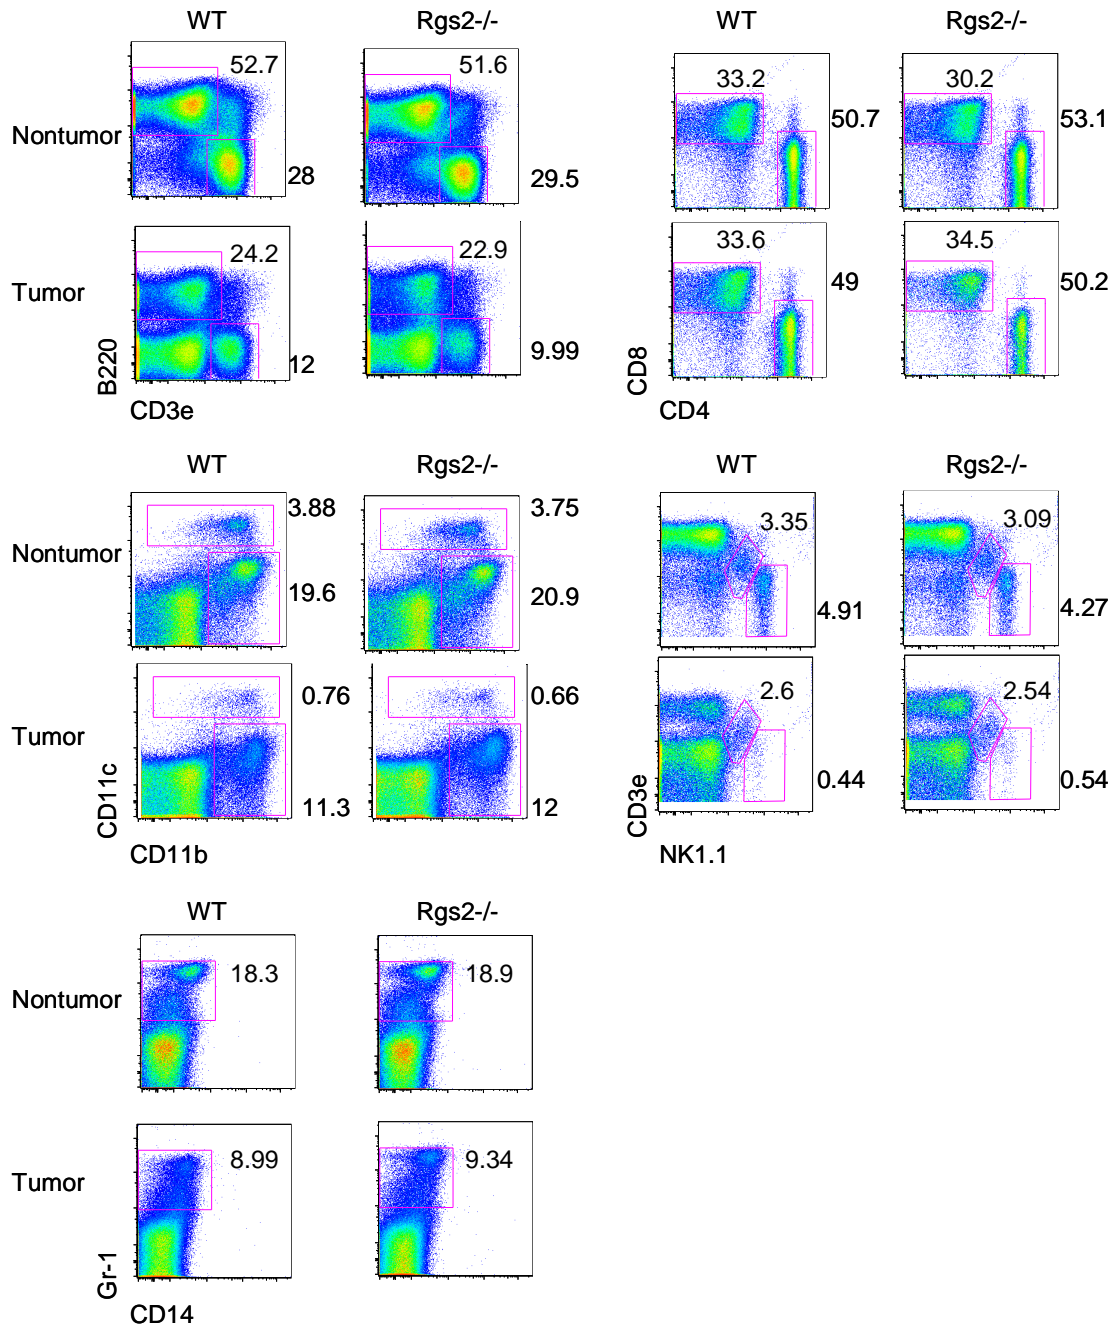 WT Rgs2-/- WT Rgs2-/-
52.7 51.6 33.2 30.2
Nontumor 50.7 53.1
28 29.5
24.2 22.9 33.6 34.5
Tumor 49 50.2
12 9.99
B220 CD8
CD3e CD4
WT Rgs2-/- WT Rgs2-/-
3.88 3.75 3.35 3.09
Nontumor
19.6 20.9 4.91 4.27
0.76 0.66 2.6 2.54
Tumor
11.3 12 0.44 0.54
CD11c CD3e
CD11b NK1.1
WT Rgs2-/-
Nontumor 18.3 18.9
Tumor 8.99 9.34
Gr-1
CD14